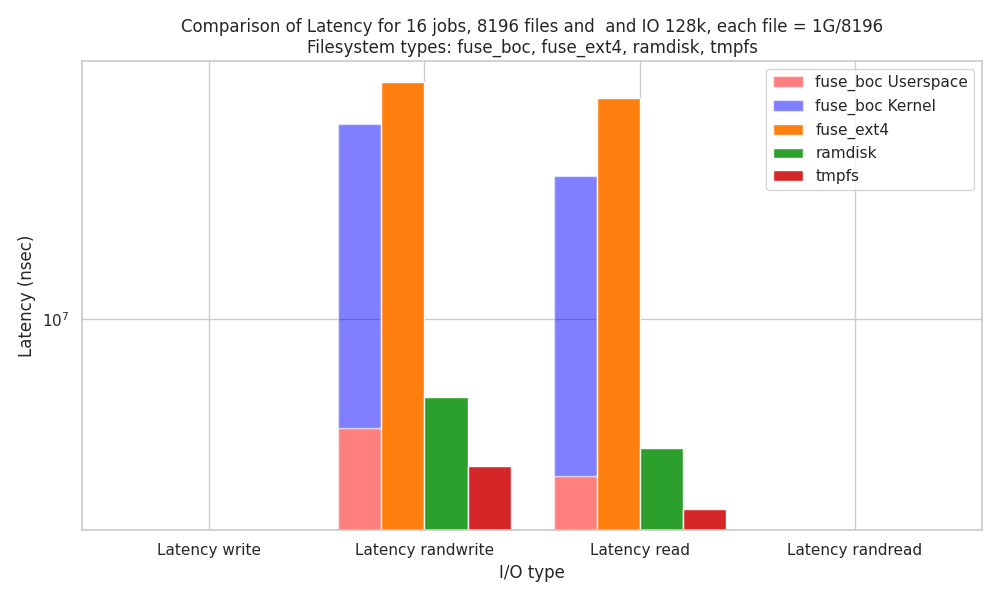 Comparison of Latency for 16 jobs, 8196 files and  and IO 128k, each file = 1G/8196
Filesystem types: fuse_boc, fuse_ext4, ramdisk, tmpfs
fuse_boc Userspace
fuse_boc Kernel
fuse_ext4
ramdisk
tmpfs
Latency (nsec)
10⁷
Latency write
Latency randwrite
Latency read
Latency randread
I/O type